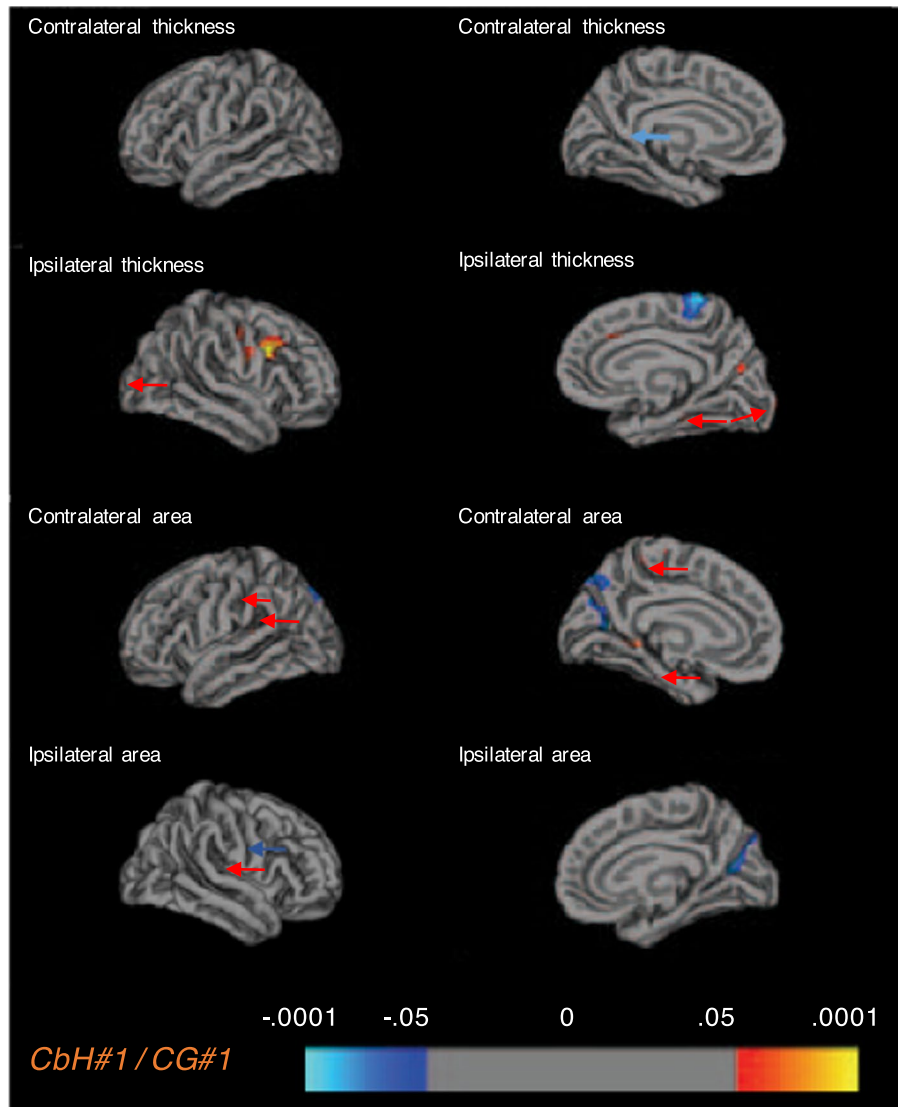 Contralateral thickness
Contralateral thickness
Ipsilateral thickness
Ipsilateral thickness
Contralateral area
Contralateral area
Ipsilateral area
Ipsilateral area
-.0001 -.05 0 .05 .0001
CbH#1 / CG#1